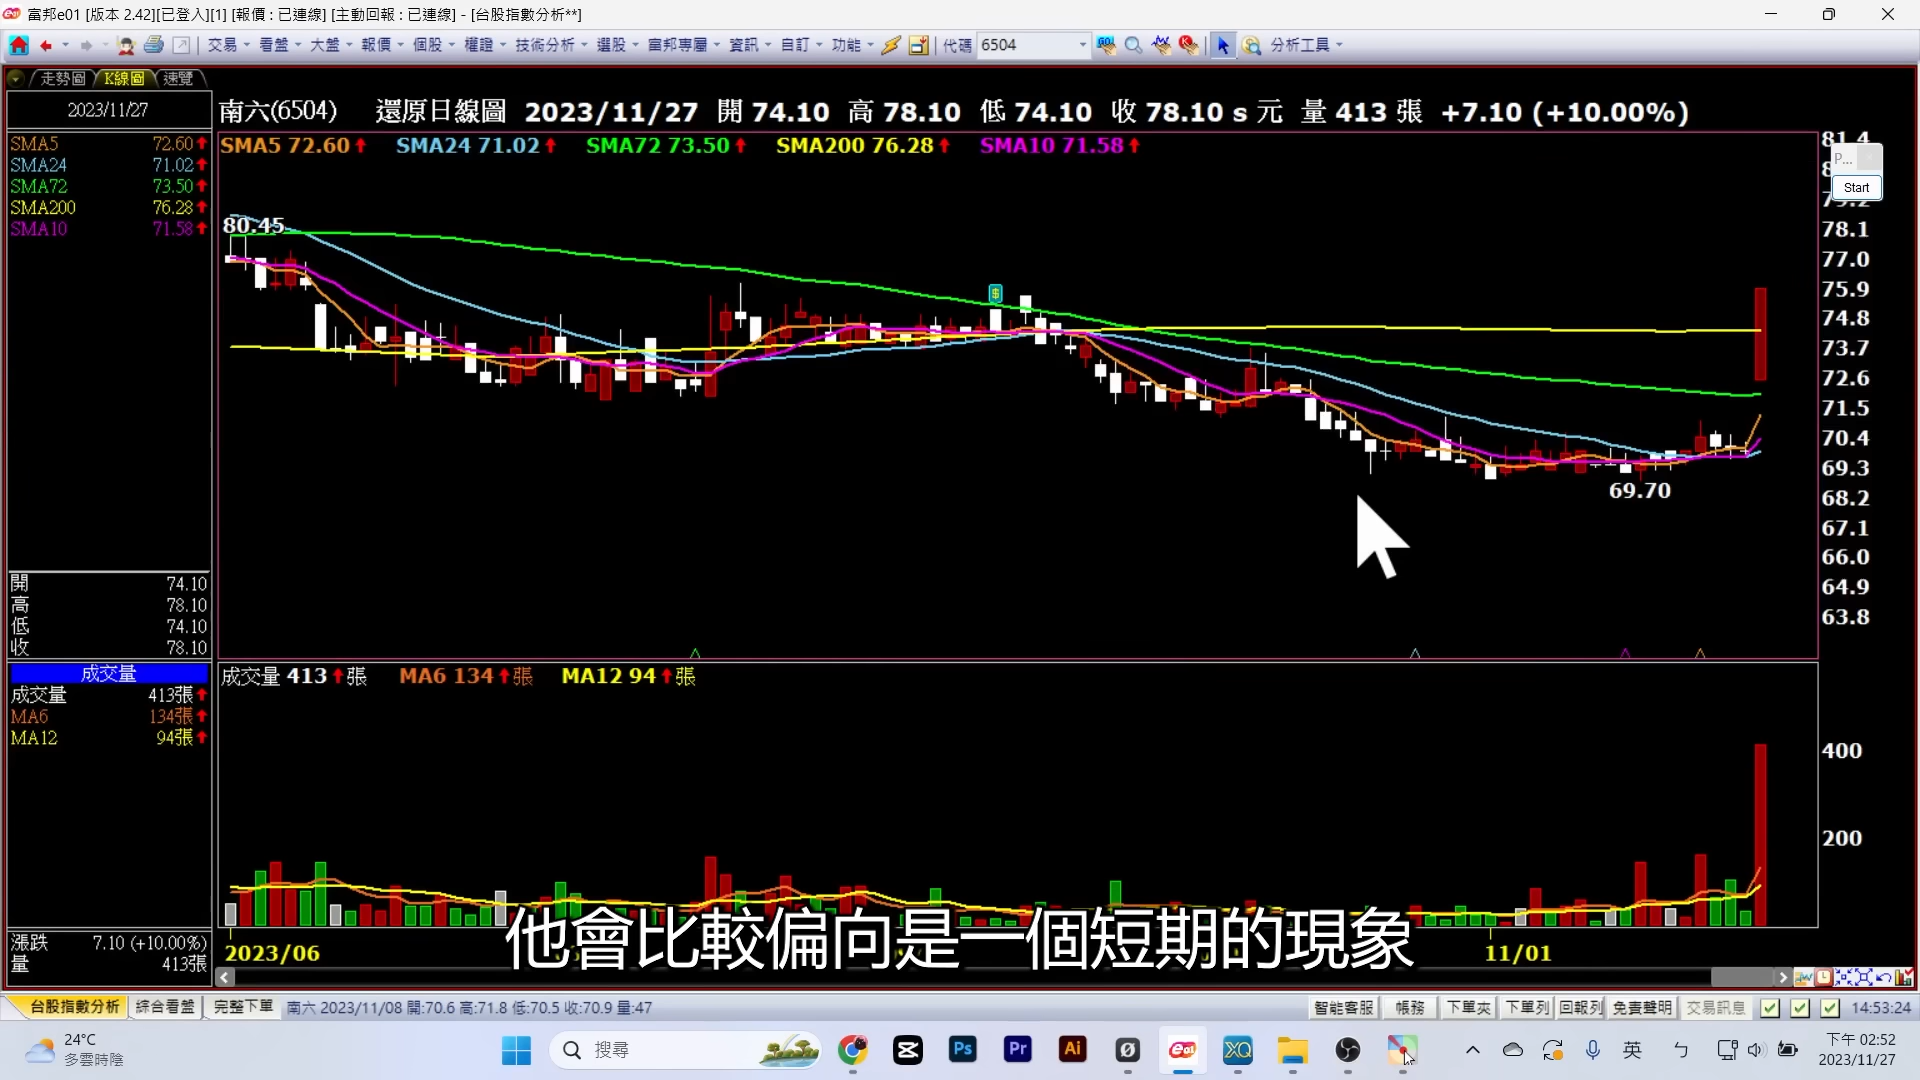 富邦e01 [版本 2.42][已登入][1] [報價 : 已連線] [主動回報 : 已連線] - [台股指數分析**]
交易 看盤 大盤 報價 個股 權證 技術分析 選股 富邦專屬 資訊 自訂 功能 代碼 6504 分析工具
走勢圖 K線圖 速覽
2023/11/27
南六(6504) 還原日線圖 2023/11/27 開 74.10 高 78.10 低 74.10 收 78.10 s 元 量 413 張 +7.10 (+10.00%)
SMA5 72.60
SMA24 71.02
SMA72 73.50
SMA200 76.28
SMA10 71.58
SMA5 72.60 SMA24 71.02 SMA72 73.50 SMA200 76.28 SMA10 71.58
P...
Start
80.45
69.70
81.4
78.1
77.0
75.9
74.8
73.7
72.6
71.5
70.4
69.3
68.2
67.1
66.0
64.9
63.8
開 74.10
高 78.10
低 74.10
收 78.10
成交量
成交量 413張
MA6 134張
MA12 94張
成交量 413 張 MA6 134 張 MA12 94 張
400
200
漲跌 7.10 (+10.00%)
量 413張
2023/06
11/01
他會比較偏向是一個短期的現象
台股指數分析 綜合看盤 完整下單 南六 2023/11/08 開:70.6 高:71.8 低:70.5 收:70.9 量:47
智能客服 帳務 下單夾 下單列 回報列 免責聲明 交易訊息 14:53:24
24°C
多雲時陰
搜尋
Ps Pr Ai e01 XQ
英 ㄅ
下午 02:52
2023/11/27